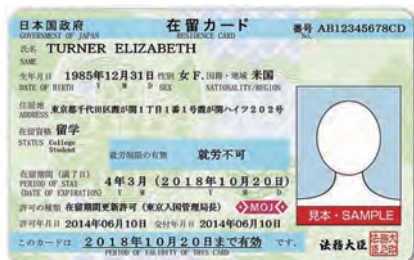 日本国政府 在留カード 番号 AB12345678CD
GOVERNMENT OF JAPAN RESIDENCE CARD No.
氏名 TURNER ELIZABETH
NAME
生年月日 1985年12月31日 性別 女 F. 国籍・地域 米国
DATE OF BIRTH Y M D SEX NATIONALITY/REGION
住居地 東京都千代田区霞が関1丁目1番1号霞が関ハイツ202号
ADDRESS
在留資格 留学
STATUS College Student
就労制限の有無 就労不可
在留期間(満了日) 4年3月(2018年10月20日)
PERIOD OF STAY (DATE OF EXPIRATION) Y M Y M D
許可の種類 在留期間更新許可(東京入国管理局長) MOJ
許可年月日 2014年06月10日 交付年月日 2014年06月10日
見本・SAMPLE
このカードは 2018年10月20日まで有効 です。
PERIOD OF VALIDITY OF THIS CARD
法務大臣